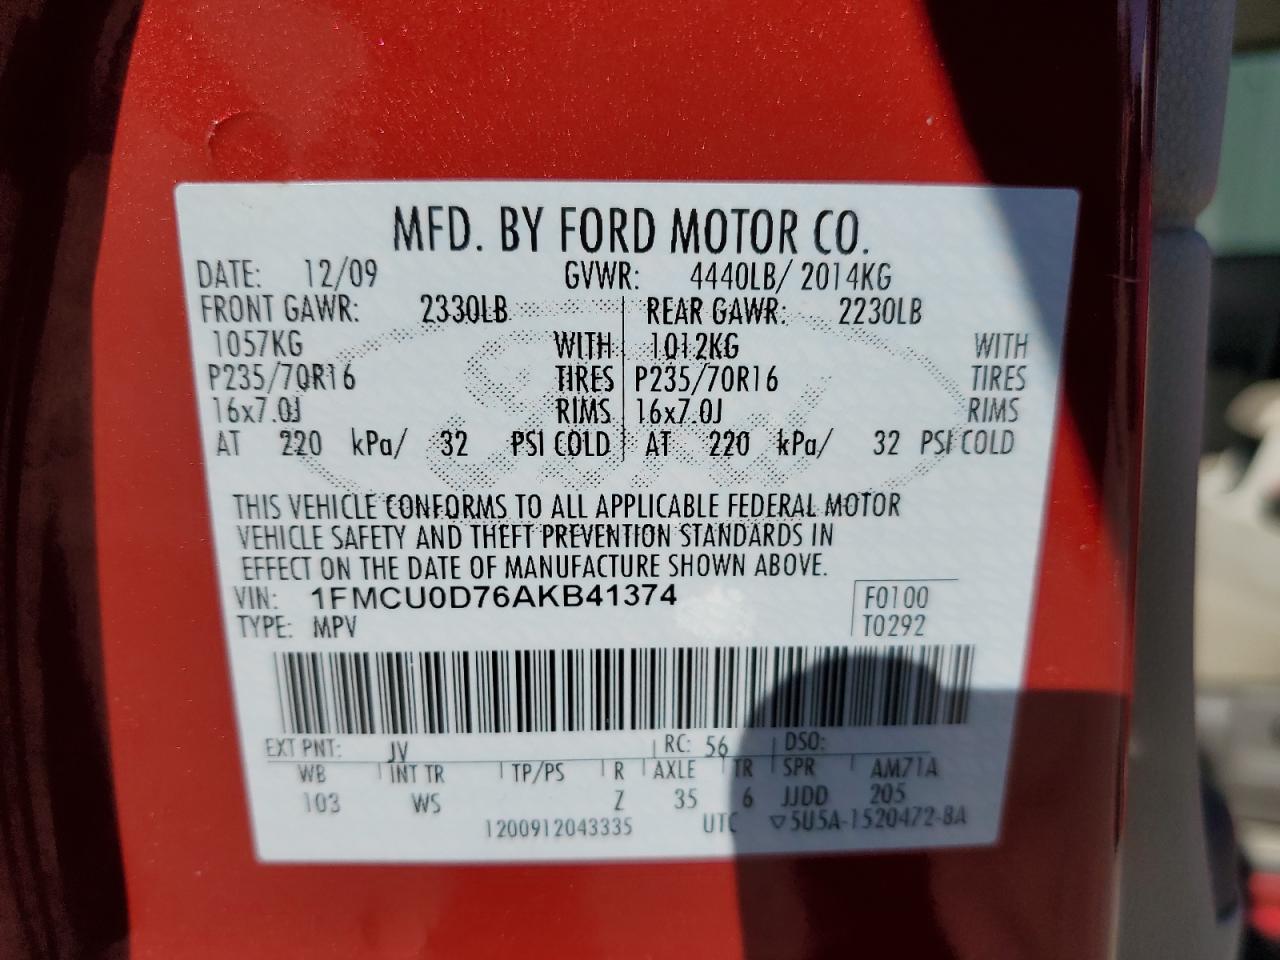 MFD. BY FORD MOTOR CO.
DATE: 12/09 GVWR: 4440LB/ 2014KG
FRONT GAWR: 2330LB REAR GAWR: 2230LB
1057KG WITH 1012KG WITH
P235/70R16 TIRES P235/70R16 TIRES
16x7.0J RIMS 16x7.0J RIMS
AT 220 kPa/ 32 PSI COLD AT 220 kPa/ 32 PSI COLD
THIS VEHICLE CONFORMS TO ALL APPLICABLE FEDERAL MOTOR
VEHICLE SAFETY AND THEFT PREVENTION STANDARDS IN
EFFECT ON THE DATE OF MANUFACTURE SHOWN ABOVE.
VIN: 1FMCU0D76AKB41374 F0100
TYPE: MPV T0292
EXT PNT: JV RC: 56 DSO:
WB INT TR TP/PS R AXLE TR SPR AM71A
103 WS Z 35 6 JJDD 205
1200912043335 UTC ▽5U5A-1520472-BA